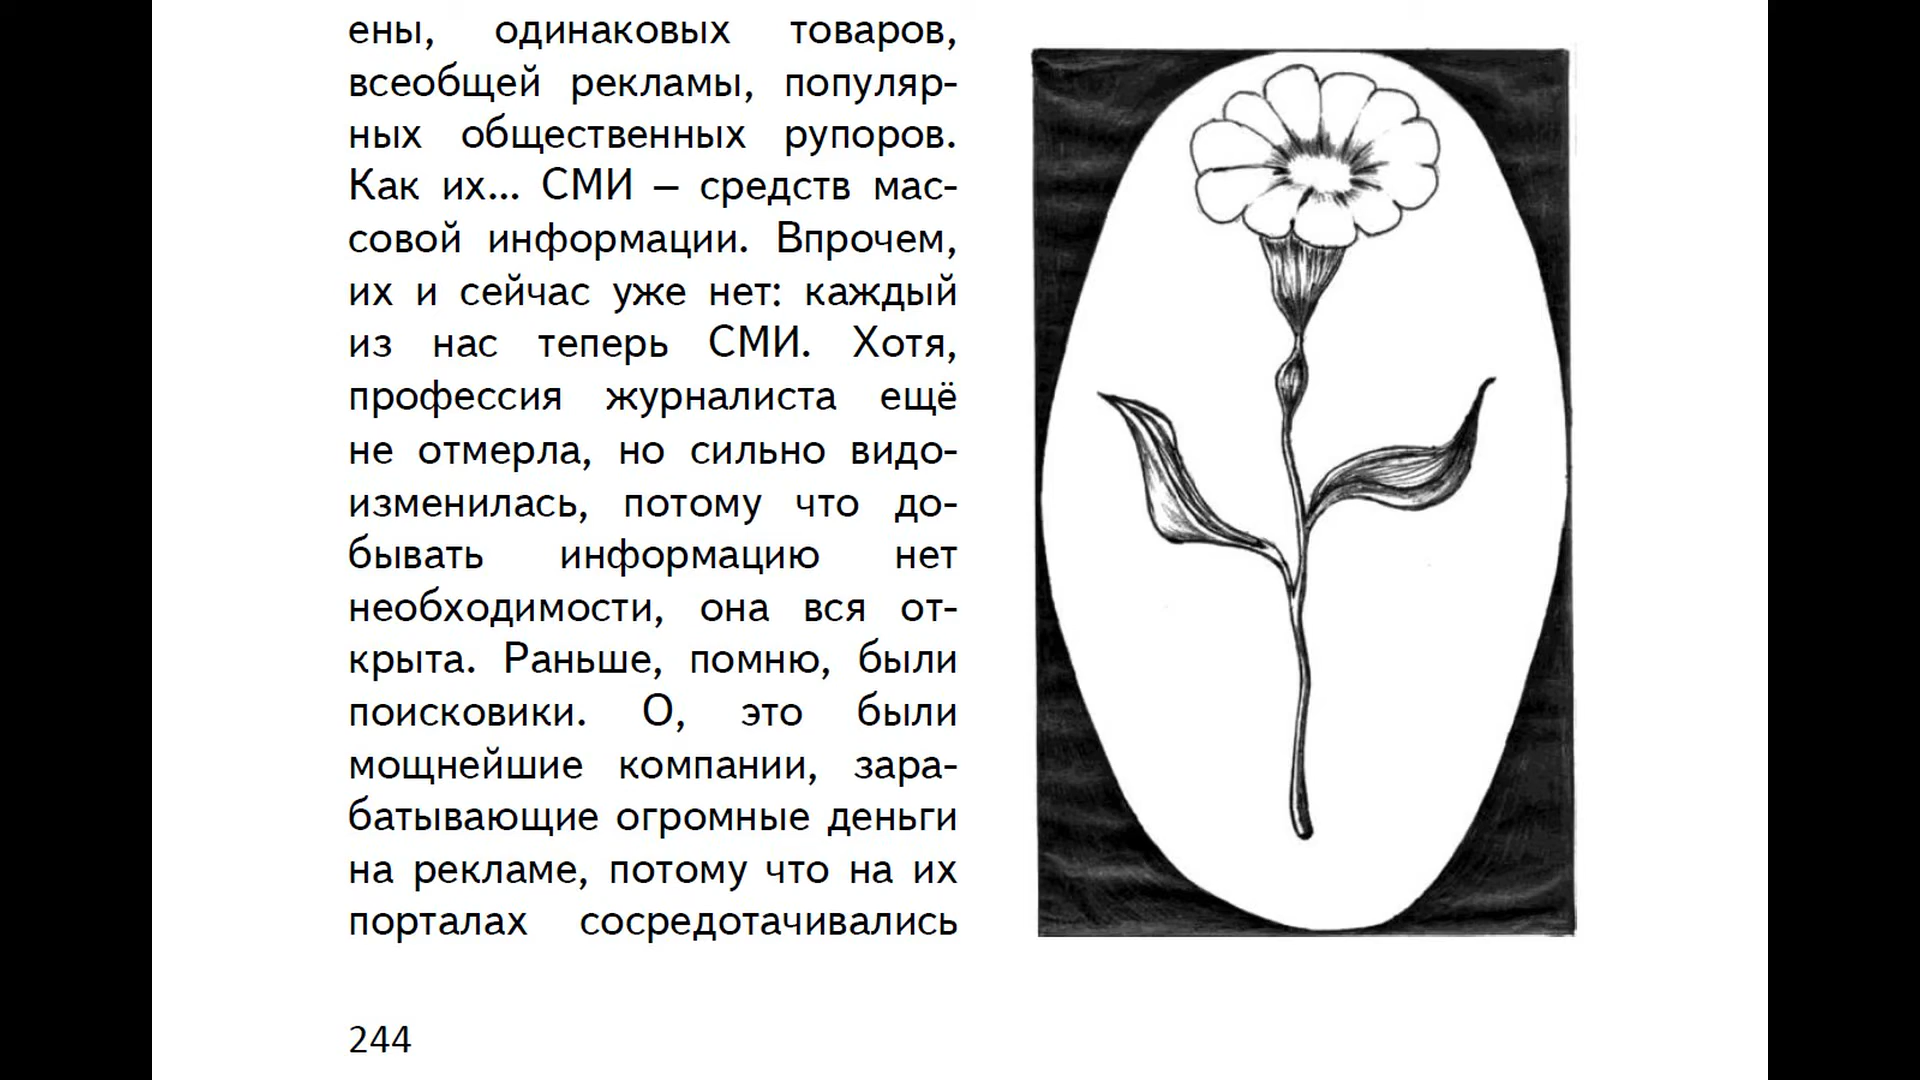 ены, одинаковых товаров,
всеобщей рекламы, популяр-
ных общественных рупоров.
Как их... СМИ – средств мас-
совой информации. Впрочем,
их и сейчас уже нет: каждый
из нас теперь СМИ. Хотя,
профессия журналиста ещё
не отмерла, но сильно видо-
изменилась, потому что до-
бывать информацию нет
необходимости, она вся от-
крыта. Раньше, помню, были
поисковики. О, это были
мощнейшие компании, зара-
батывающие огромные деньги
на рекламе, потому что на их
порталах сосредотачивались
244